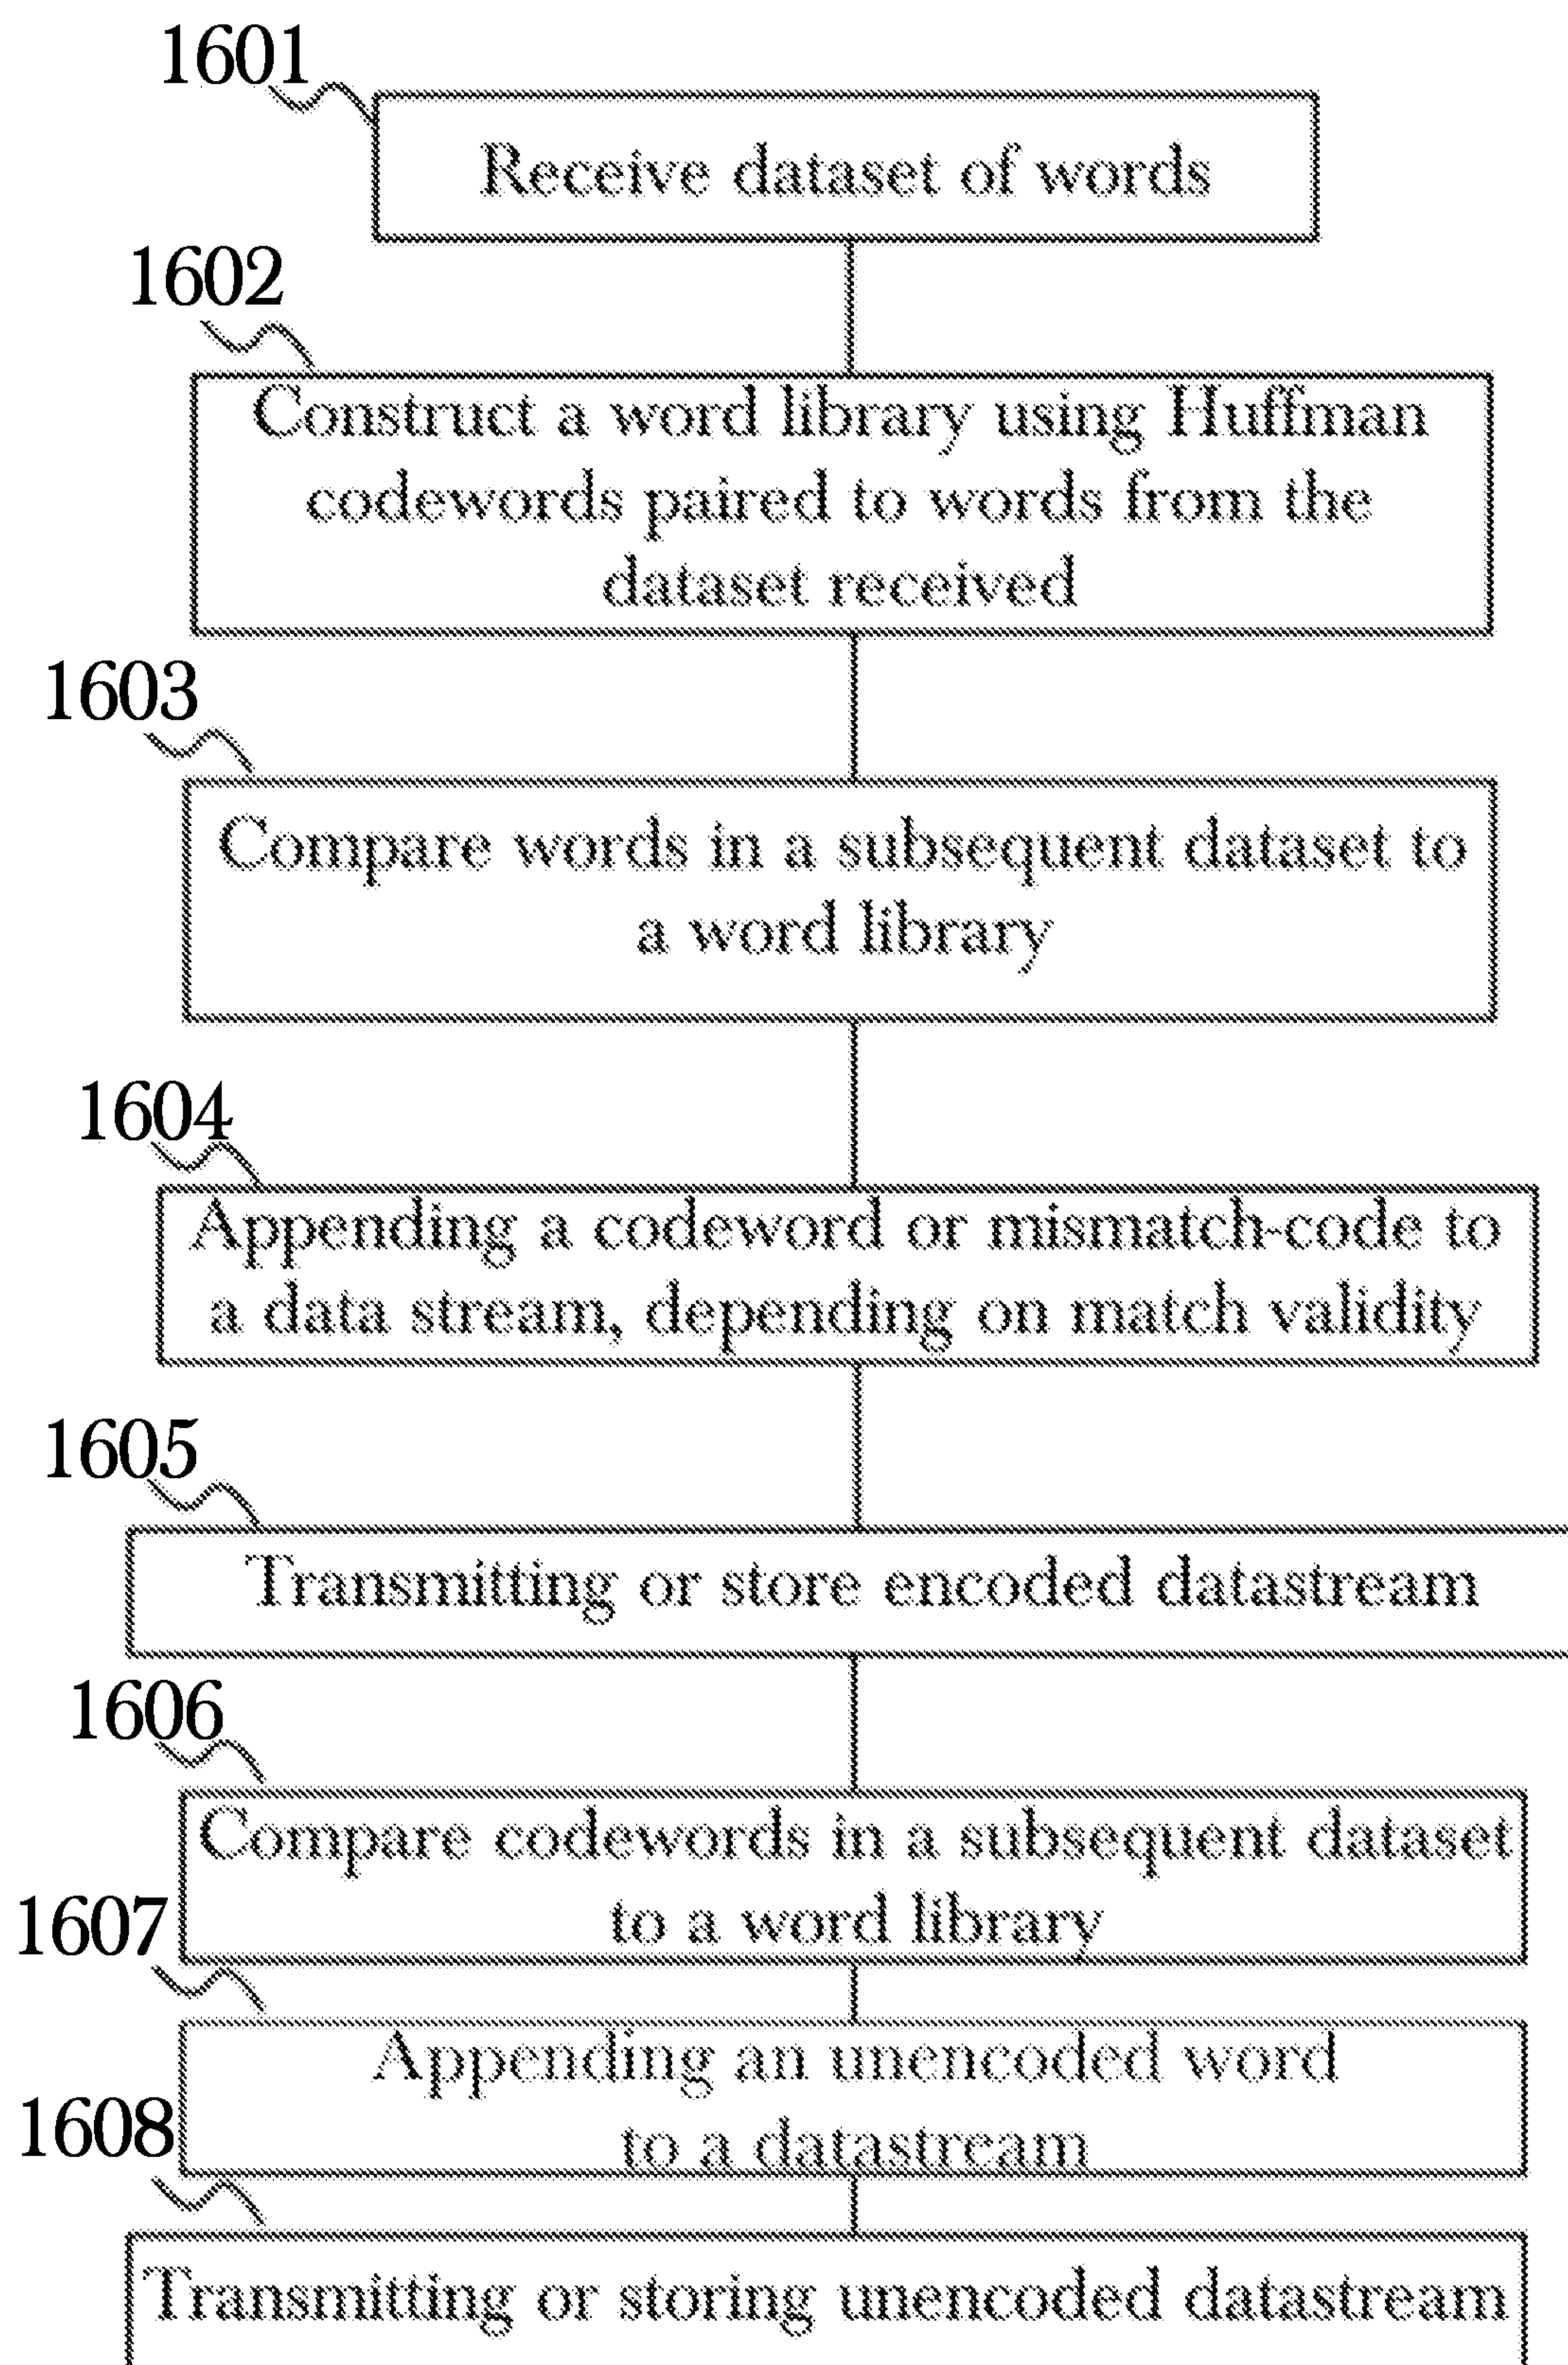 1601
Receive dataset of words
1602
Construct a word library using Huffman
codewords paired to words from the
dataset received
1603
Compare words in a subsequent dataset to
a word library
1604
Appending a codeword or mismatch-code to
a data stream, depending on match validity
1605
Transmitting or store encoded datastream
1606
Compare codewords in a subsequent dataset
to a word library
1607
Appending an unencoded word
to a datastream
1608
Transmitting or storing unencoded datastream